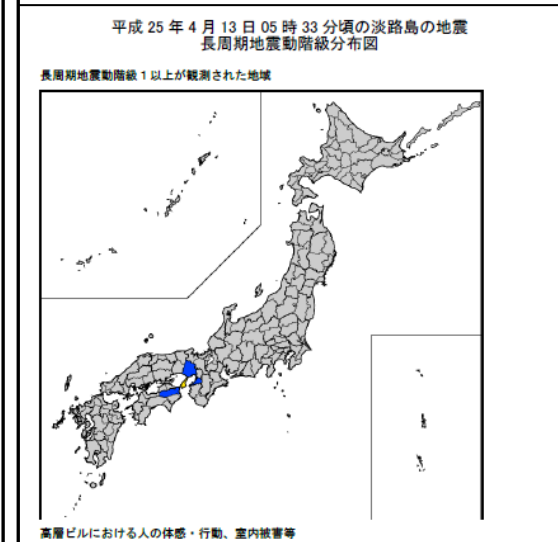 平成 25 年 4 月 13 日 05 時 33 分頃の淡路島の地震
長周期地震動階級分布図
長周期地震動階級 1 以上が観測された地域
高層ビルにおける人の体感・行動、室内被害等